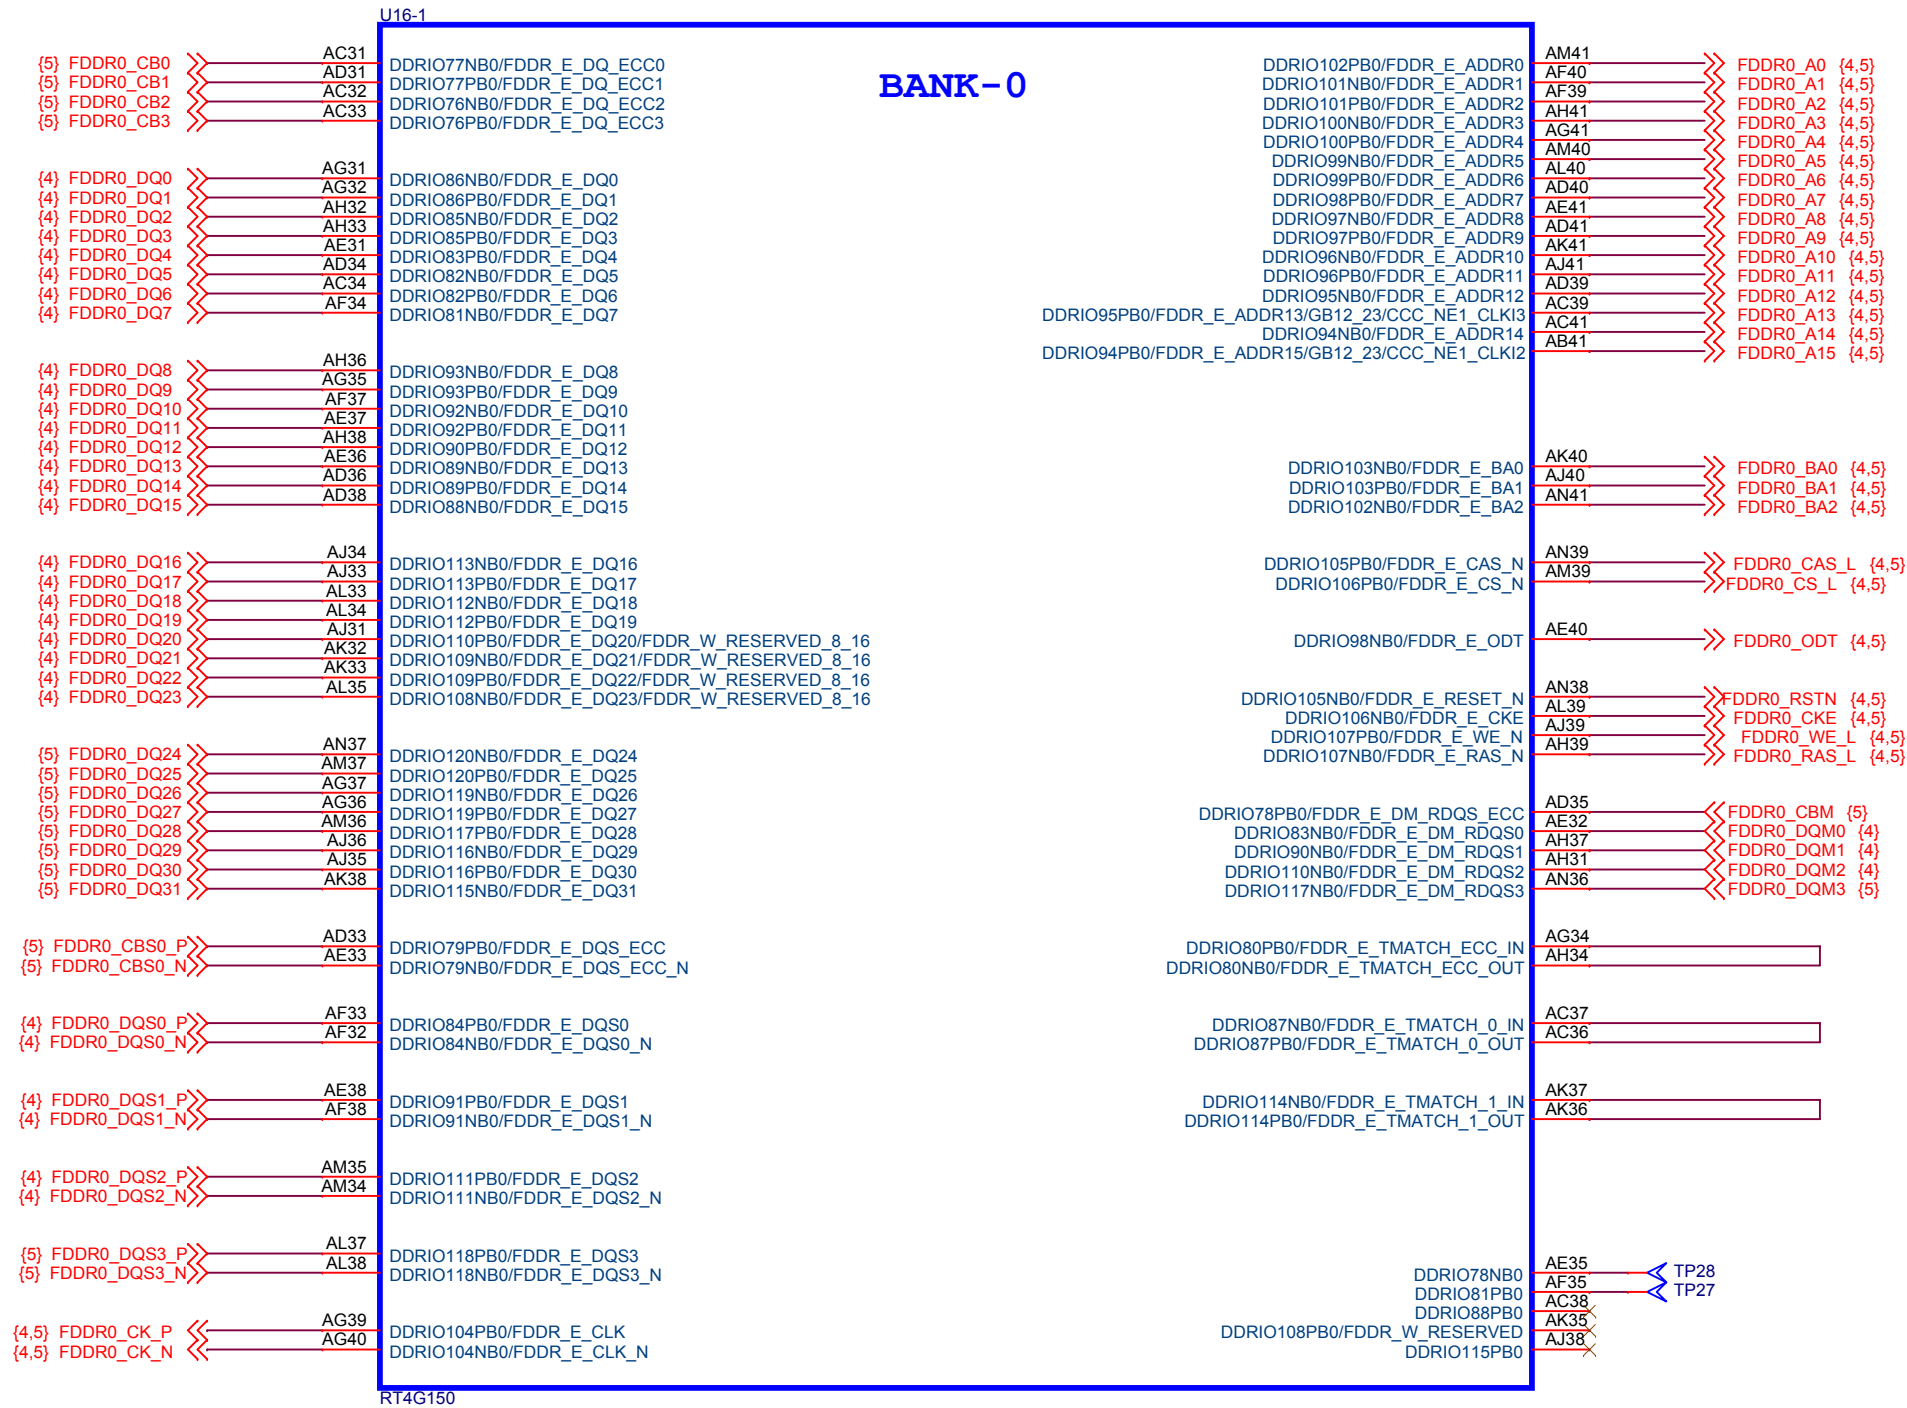 U16-1
BANK-0
{5} FDDR0_CB0 AC31 DDRIO77NB0/FDDR_E_DQ_ECC0
{5} FDDR0_CB1 AD31 DDRIO77PB0/FDDR_E_DQ_ECC1
{5} FDDR0_CB2 AC32 DDRIO76NB0/FDDR_E_DQ_ECC2
{5} FDDR0_CB3 AC33 DDRIO76PB0/FDDR_E_DQ_ECC3
{4} FDDR0_DQ0 AG31 DDRIO86NB0/FDDR_E_DQ0
{4} FDDR0_DQ1 AG32 DDRIO86PB0/FDDR_E_DQ1
{4} FDDR0_DQ2 AH32 DDRIO85NB0/FDDR_E_DQ2
{4} FDDR0_DQ3 AH33 DDRIO85PB0/FDDR_E_DQ3
{4} FDDR0_DQ4 AE31 DDRIO83PB0/FDDR_E_DQ4
{4} FDDR0_DQ5 AD34 DDRIO82NB0/FDDR_E_DQ5
{4} FDDR0_DQ6 AC34 DDRIO82PB0/FDDR_E_DQ6
{4} FDDR0_DQ7 AF34 DDRIO81NB0/FDDR_E_DQ7
{4} FDDR0_DQ8 AH36 DDRIO93NB0/FDDR_E_DQ8
{4} FDDR0_DQ9 AG35 DDRIO93PB0/FDDR_E_DQ9
{4} FDDR0_DQ10 AF37 DDRIO92NB0/FDDR_E_DQ10
{4} FDDR0_DQ11 AE37 DDRIO92PB0/FDDR_E_DQ11
{4} FDDR0_DQ12 AH38 DDRIO90PB0/FDDR_E_DQ12
{4} FDDR0_DQ13 AE36 DDRIO89NB0/FDDR_E_DQ13
{4} FDDR0_DQ14 AD36 DDRIO89PB0/FDDR_E_DQ14
{4} FDDR0_DQ15 AD38 DDRIO88NB0/FDDR_E_DQ15
{4} FDDR0_DQ16 AJ34 DDRIO113NB0/FDDR_E_DQ16
{4} FDDR0_DQ17 AJ33 DDRIO113PB0/FDDR_E_DQ17
{4} FDDR0_DQ18 AL33 DDRIO112NB0/FDDR_E_DQ18
{4} FDDR0_DQ19 AL34 DDRIO112PB0/FDDR_E_DQ19
{4} FDDR0_DQ20 AJ31 DDRIO110PB0/FDDR_E_DQ20/FDDR_W_RESERVED_8_16
{4} FDDR0_DQ21 AK32 DDRIO109NB0/FDDR_E_DQ21/FDDR_W_RESERVED_8_16
{4} FDDR0_DQ22 AK33 DDRIO109PB0/FDDR_E_DQ22/FDDR_W_RESERVED_8_16
{4} FDDR0_DQ23 AL35 DDRIO108NB0/FDDR_E_DQ23/FDDR_W_RESERVED_8_16
{5} FDDR0_DQ24 AN37 DDRIO120NB0/FDDR_E_DQ24
{5} FDDR0_DQ25 AM37 DDRIO120PB0/FDDR_E_DQ25
{5} FDDR0_DQ26 AG37 DDRIO119NB0/FDDR_E_DQ26
{5} FDDR0_DQ27 AG36 DDRIO119PB0/FDDR_E_DQ27
{5} FDDR0_DQ28 AM36 DDRIO117PB0/FDDR_E_DQ28
{5} FDDR0_DQ29 AJ36 DDRIO116NB0/FDDR_E_DQ29
{5} FDDR0_DQ30 AJ35 DDRIO116PB0/FDDR_E_DQ30
{5} FDDR0_DQ31 AK38 DDRIO115NB0/FDDR_E_DQ31
{5} FDDR0_CBS0_P AD33 DDRIO79PB0/FDDR_E_DQS_ECC
{5} FDDR0_CBS0_N AE33 DDRIO79NB0/FDDR_E_DQS_ECC_N
{4} FDDR0_DQS0_P AF33 DDRIO84PB0/FDDR_E_DQS0
{4} FDDR0_DQS0_N AF32 DDRIO84NB0/FDDR_E_DQS0_N
{4} FDDR0_DQS1_P AE38 DDRIO91PB0/FDDR_E_DQS1
{4} FDDR0_DQS1_N AF38 DDRIO91NB0/FDDR_E_DQS1_N
{4} FDDR0_DQS2_P AM35 DDRIO111PB0/FDDR_E_DQS2
{4} FDDR0_DQS2_N AM34 DDRIO111NB0/FDDR_E_DQS2_N
{5} FDDR0_DQS3_P AL37 DDRIO118PB0/FDDR_E_DQS3
{5} FDDR0_DQS3_N AL38 DDRIO118NB0/FDDR_E_DQS3_N
{4,5} FDDR0_CK_P AG39 DDRIO104PB0/FDDR_E_CLK
{4,5} FDDR0_CK_N AG40 DDRIO104NB0/FDDR_E_CLK_N
DDRIO102PB0/FDDR_E_ADDR0 AM41 FDDR0_A0 {4,5}
DDRIO101NB0/FDDR_E_ADDR1 AF40 FDDR0_A1 {4,5}
DDRIO101PB0/FDDR_E_ADDR2 AF39 FDDR0_A2 {4,5}
DDRIO100NB0/FDDR_E_ADDR3 AH41 FDDR0_A3 {4,5}
DDRIO100PB0/FDDR_E_ADDR4 AG41 FDDR0_A4 {4,5}
DDRIO99NB0/FDDR_E_ADDR5 AM40 FDDR0_A5 {4,5}
DDRIO99PB0/FDDR_E_ADDR6 AL40 FDDR0_A6 {4,5}
DDRIO98PB0/FDDR_E_ADDR7 AD40 FDDR0_A7 {4,5}
DDRIO97NB0/FDDR_E_ADDR8 AE41 FDDR0_A8 {4,5}
DDRIO97PB0/FDDR_E_ADDR9 AD41 FDDR0_A9 {4,5}
DDRIO96NB0/FDDR_E_ADDR10 AK41 FDDR0_A10 {4,5}
DDRIO96PB0/FDDR_E_ADDR11 AJ41 FDDR0_A11 {4,5}
DDRIO95NB0/FDDR_E_ADDR12 AD39 FDDR0_A12 {4,5}
DDRIO95PB0/FDDR_E_ADDR13/GB12_23/CCC_NE1_CLKI3 AC39 FDDR0_A13 {4,5}
DDRIO94NB0/FDDR_E_ADDR14 AC41 FDDR0_A14 {4,5}
DDRIO94PB0/FDDR_E_ADDR15/GB12_23/CCC_NE1_CLKI2 AB41 FDDR0_A15 {4,5}
DDRIO103NB0/FDDR_E_BA0 AK40 FDDR0_BA0 {4,5}
DDRIO103PB0/FDDR_E_BA1 AJ40 FDDR0_BA1 {4,5}
DDRIO102NB0/FDDR_E_BA2 AN41 FDDR0_BA2 {4,5}
DDRIO105PB0/FDDR_E_CAS_N AN39 FDDR0_CAS_L {4,5}
DDRIO106PB0/FDDR_E_CS_N AM39 FDDR0_CS_L {4,5}
DDRIO98NB0/FDDR_E_ODT AE40 FDDR0_ODT {4,5}
DDRIO105NB0/FDDR_E_RESET_N AN38 FDDR0_RSTN {4,5}
DDRIO106NB0/FDDR_E_CKE AL39 FDDR0_CKE {4,5}
DDRIO107PB0/FDDR_E_WE_N AJ39 FDDR0_WE_L {4,5}
DDRIO107NB0/FDDR_E_RAS_N AH39 FDDR0_RAS_L {4,5}
DDRIO78PB0/FDDR_E_DM_RDQS_ECC AD35 FDDR0_CBM {5}
DDRIO83NB0/FDDR_E_DM_RDQS0 AE32 FDDR0_DQM0 {4}
DDRIO90NB0/FDDR_E_DM_RDQS1 AH37 FDDR0_DQM1 {4}
DDRIO110NB0/FDDR_E_DM_RDQS2 AH31 FDDR0_DQM2 {4}
DDRIO117NB0/FDDR_E_DM_RDQS3 AN36 FDDR0_DQM3 {5}
DDRIO80PB0/FDDR_E_TMATCH_ECC_IN AG34
DDRIO80NB0/FDDR_E_TMATCH_ECC_OUT AH34
DDRIO87NB0/FDDR_E_TMATCH_0_IN AC37
DDRIO87PB0/FDDR_E_TMATCH_0_OUT AC36
DDRIO114NB0/FDDR_E_TMATCH_1_IN AK37
DDRIO114PB0/FDDR_E_TMATCH_1_OUT AK36
DDRIO78NB0 AE35 TP28
DDRIO81PB0 AF35 TP27
DDRIO88PB0 AC38
DDRIO108PB0/FDDR_W_RESERVED AK35
DDRIO115PB0 AJ38
RT4G150